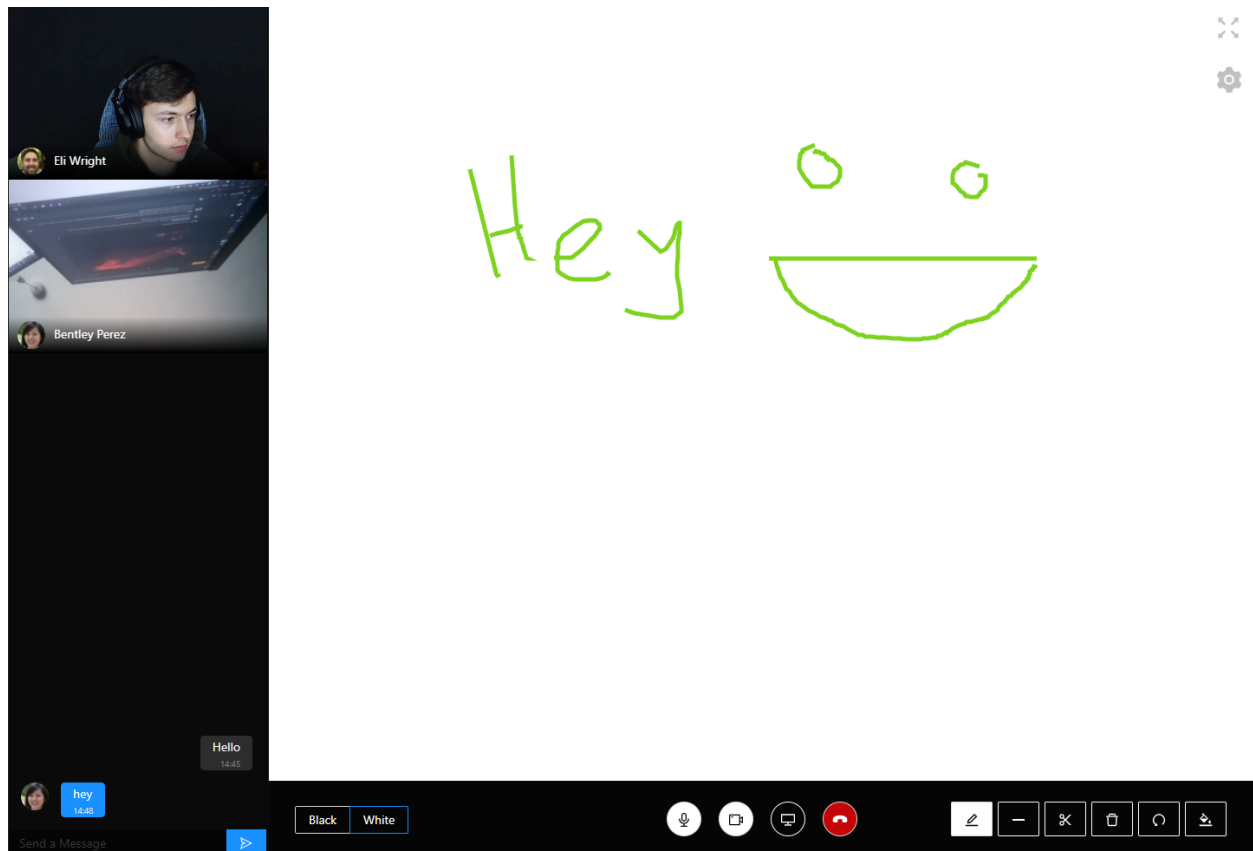 Eli Wright
Bentley Perez
Hey
Hello
14:45
hey
14:48
Send a Message
Black
White